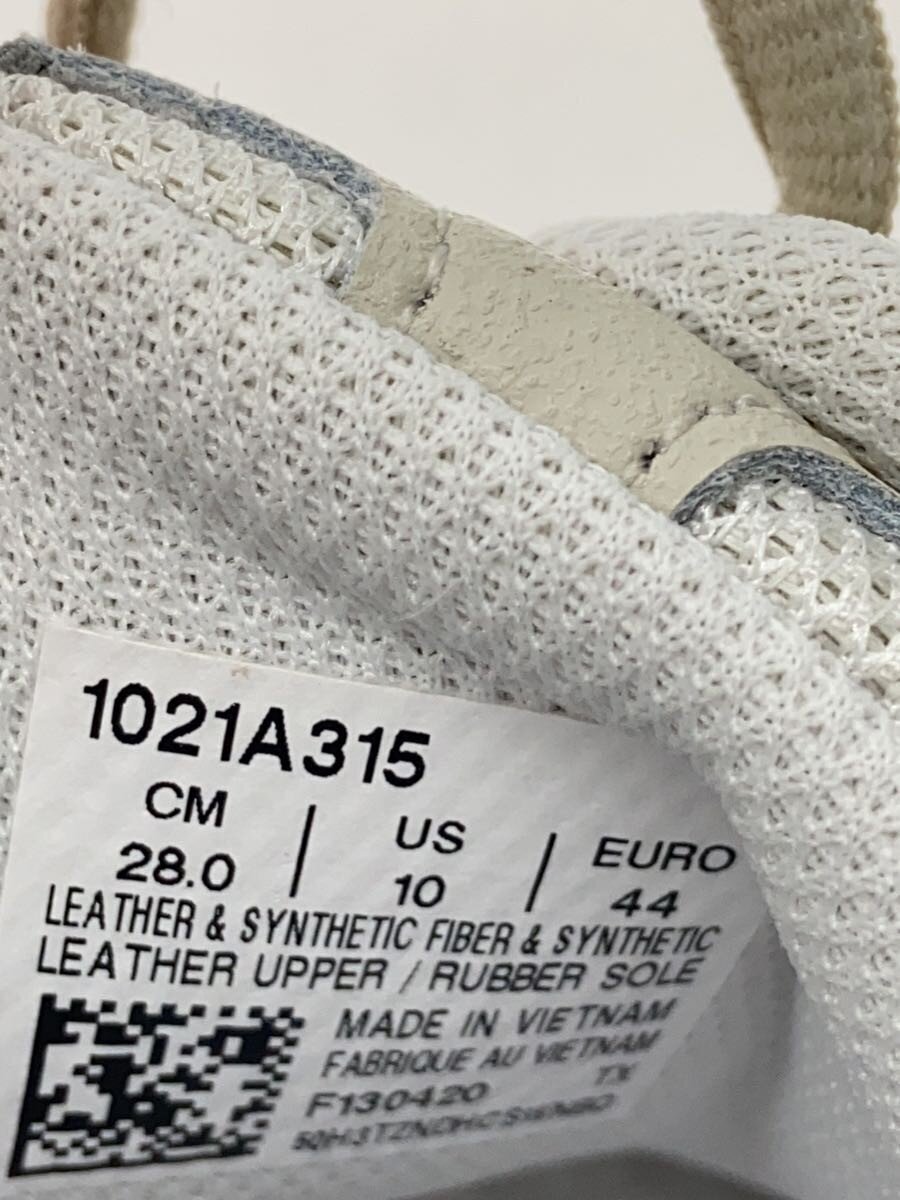 1021A315
CM | US | EURO
28.0 | 10 | 44
LEATHER & SYNTHETIC FIBER & SYNTHETIC
LEATHER UPPER / RUBBER SOLE
MADE IN VIETNAM
FABRIQUE AU VIETNAM
TX
F130420